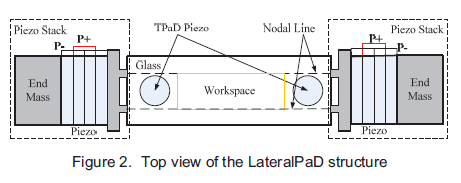 Piezo Stack
P-
P+
TPaD Piezo
Nodal Line
P+
Piezo Stack
P-
End
Mass
Glass
Workspace
End
Mass
Piezo
Piezo
Figure 2. Top view of the LateralPaD structure